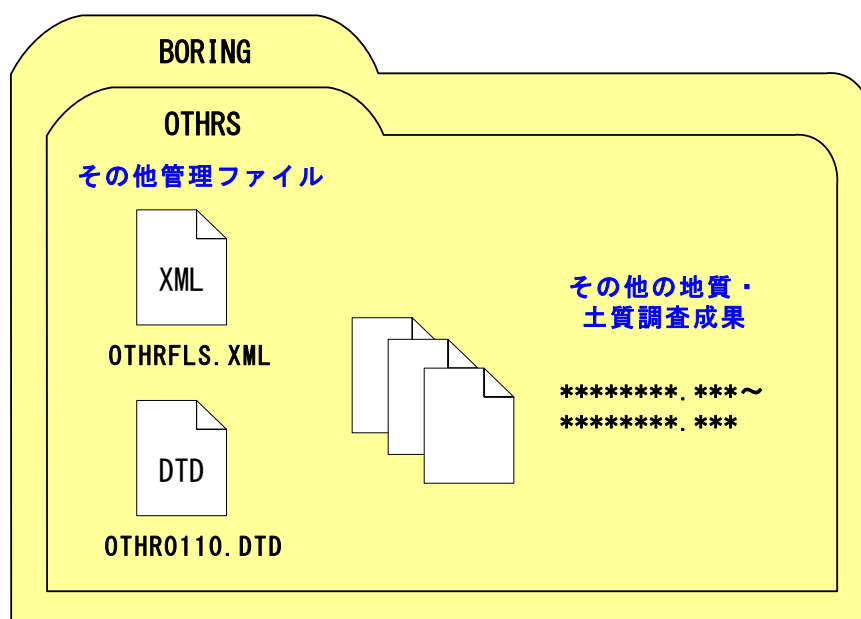 BORING
OTHRS
その他管理ファイル
XML
OTHRFLS.XML
DTD
OTHR0110.DTD
その他の地質・
土質調査成果
********.***～
********.***